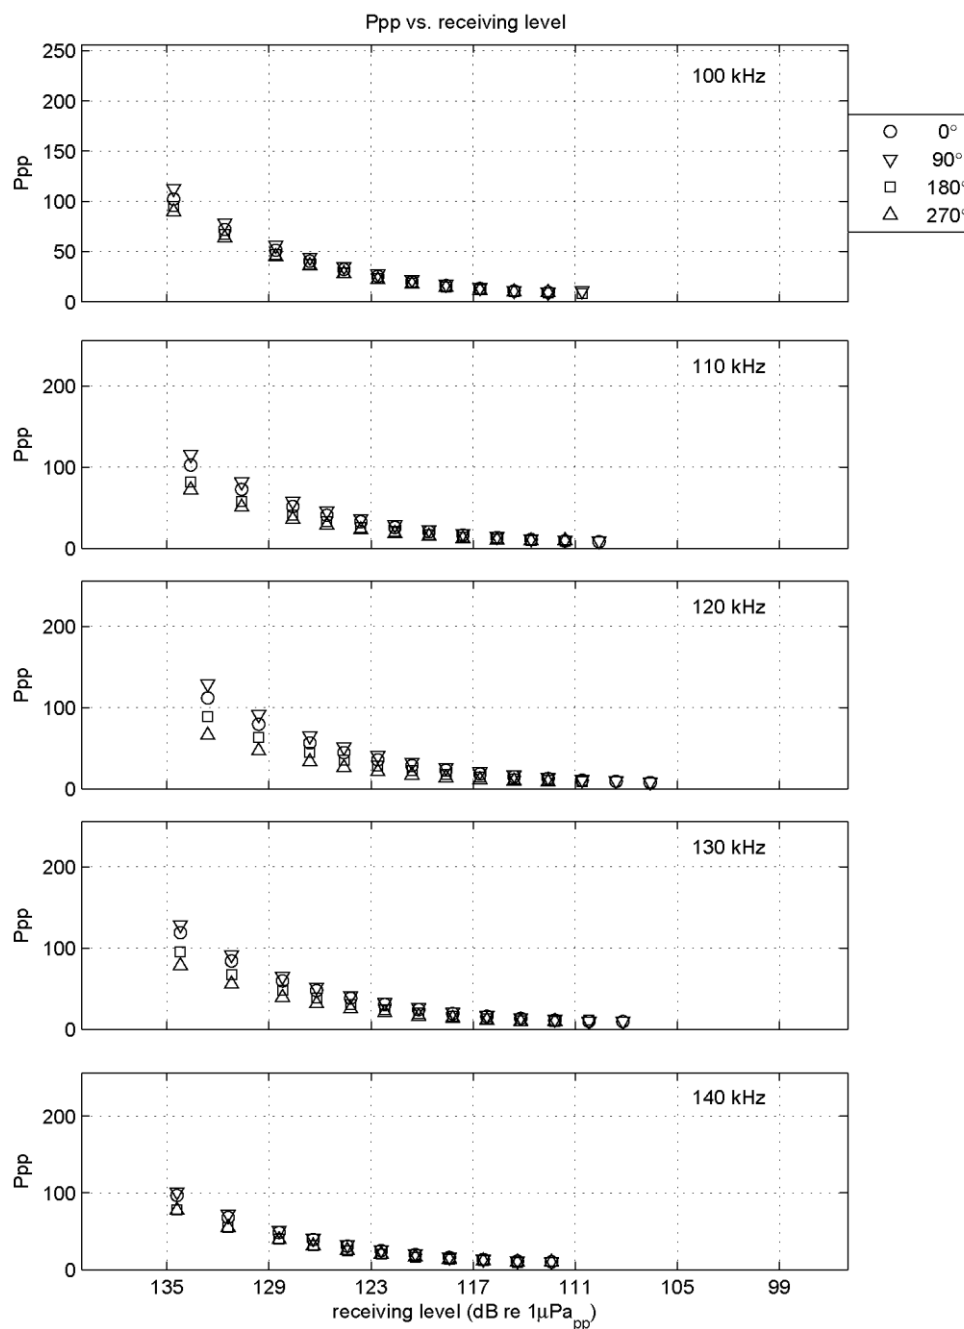 Ppp vs. receiving level
250
200
150
100
50
0
Ppp
100 kHz
0°
90°
180°
270°
200
100
0
Ppp
110 kHz
200
100
0
Ppp
120 kHz
200
100
0
Ppp
130 kHz
200
100
0
Ppp
140 kHz
135 129 123 117 111 105 99
receiving level (dB re 1μPa_pp)